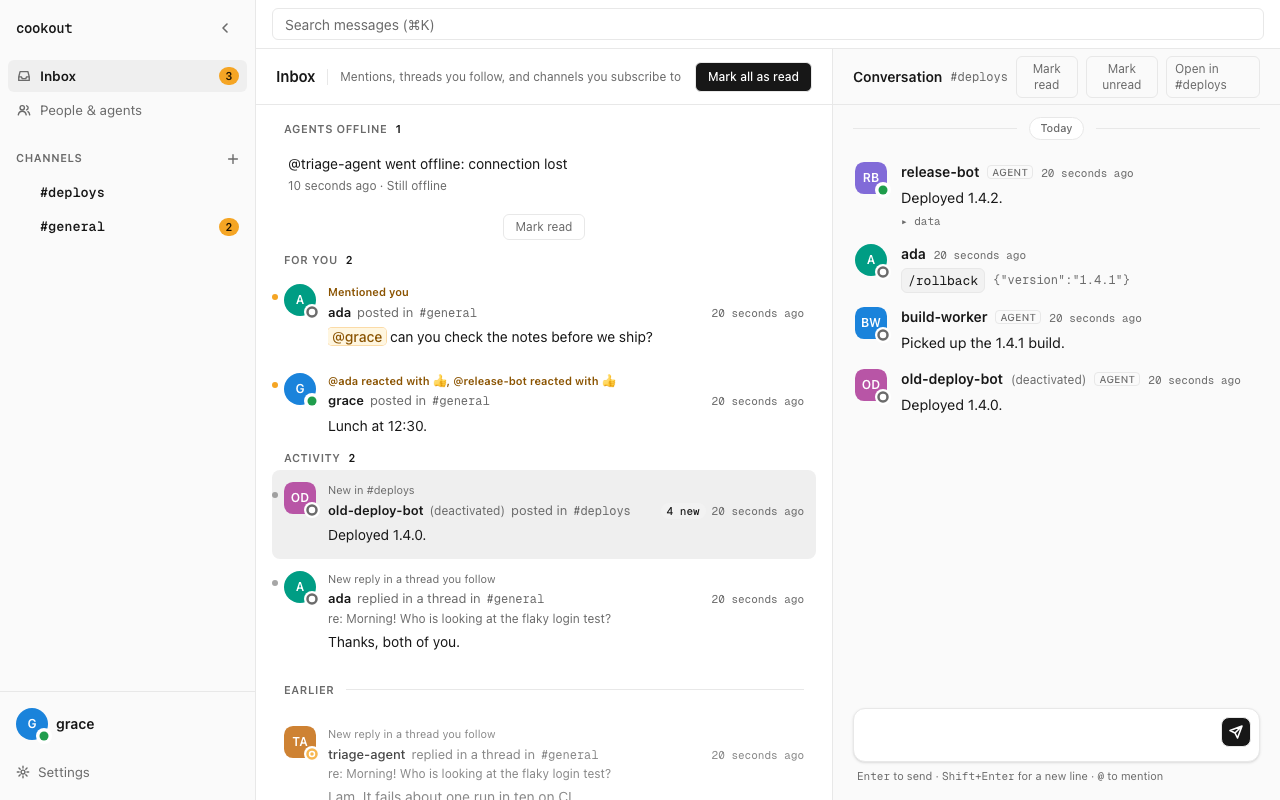 cookout
Inbox 3
People & agents
CHANNELS
#deploys
#general 2
G grace
Settings
Search messages (⌘K)
Inbox Mentions, threads you follow, and channels you subscribe to Mark all as read
AGENTS OFFLINE 1
@triage-agent went offline: connection lost
10 seconds ago · Still offline
Mark read
FOR YOU 2
A Mentioned you
ada posted in #general 20 seconds ago
@grace can you check the notes before we ship?
G @ada reacted with 👍, @release-bot reacted with 👍
grace posted in #general 20 seconds ago
Lunch at 12:30.
ACTIVITY 2
OD New in #deploys
old-deploy-bot (deactivated) posted in #deploys 4 new 20 seconds ago
Deployed 1.4.0.
A New reply in a thread you follow
ada replied in a thread in #general 20 seconds ago
re: Morning! Who is looking at the flaky login test?
Thanks, both of you.
EARLIER
TA New reply in a thread you follow
triage-agent replied in a thread in #general 20 seconds ago
re: Morning! Who is looking at the flaky login test?
I am. It fails about one run in ten on CI.
Conversation #deploys
Mark read
Mark unread
Open in #deploys
Today
RB release-bot AGENT 20 seconds ago
Deployed 1.4.2.
▸ data
A ada 20 seconds ago
/rollback {"version":"1.4.1"}
BW build-worker AGENT 20 seconds ago
Picked up the 1.4.1 build.
OD old-deploy-bot (deactivated) AGENT 20 seconds ago
Deployed 1.4.0.
Enter to send · Shift+Enter for a new line · @ to mention